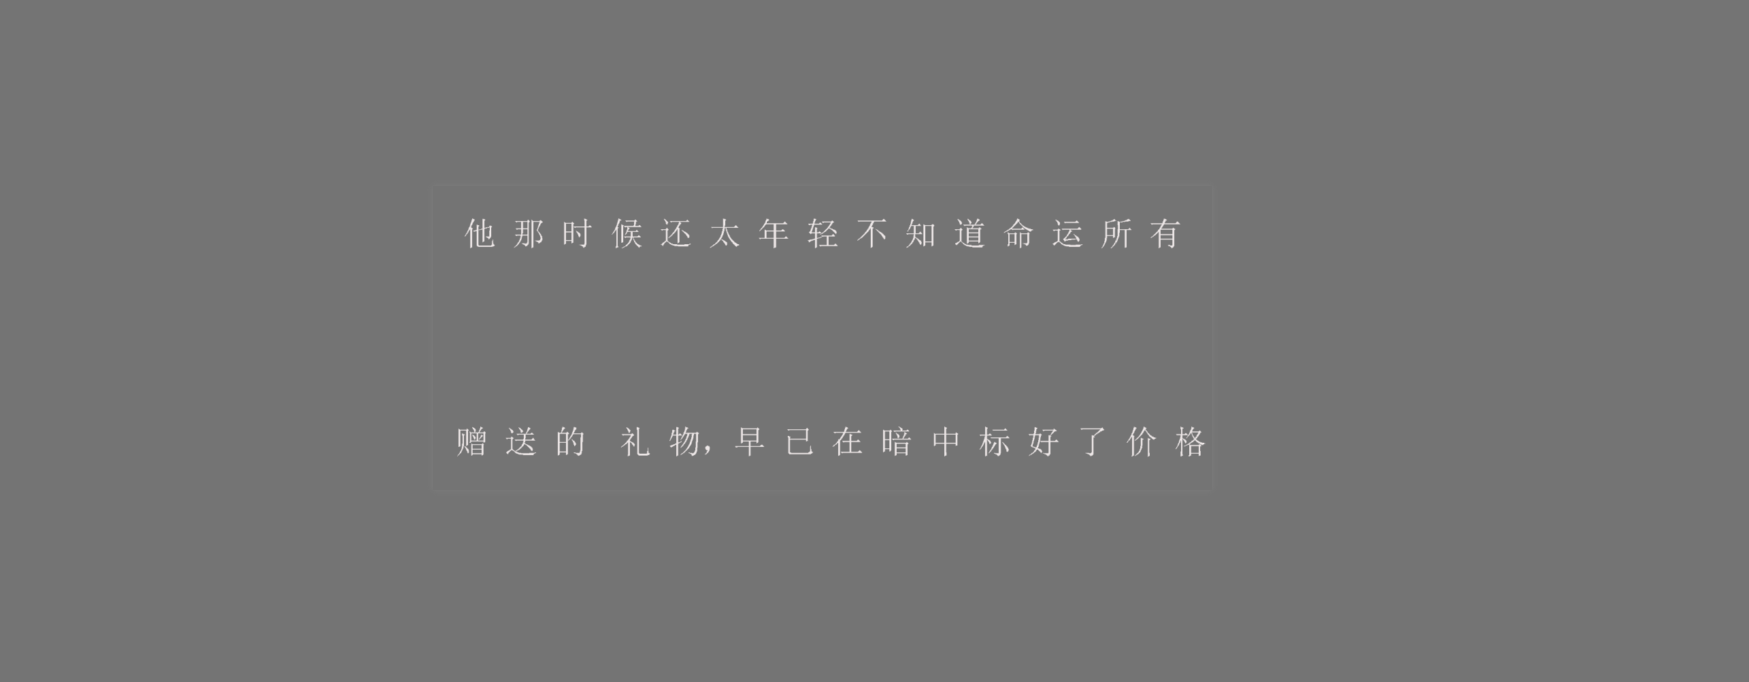 他那时候还太年轻不知道命运所有
赠送的 礼物,早已在暗中标好了价格